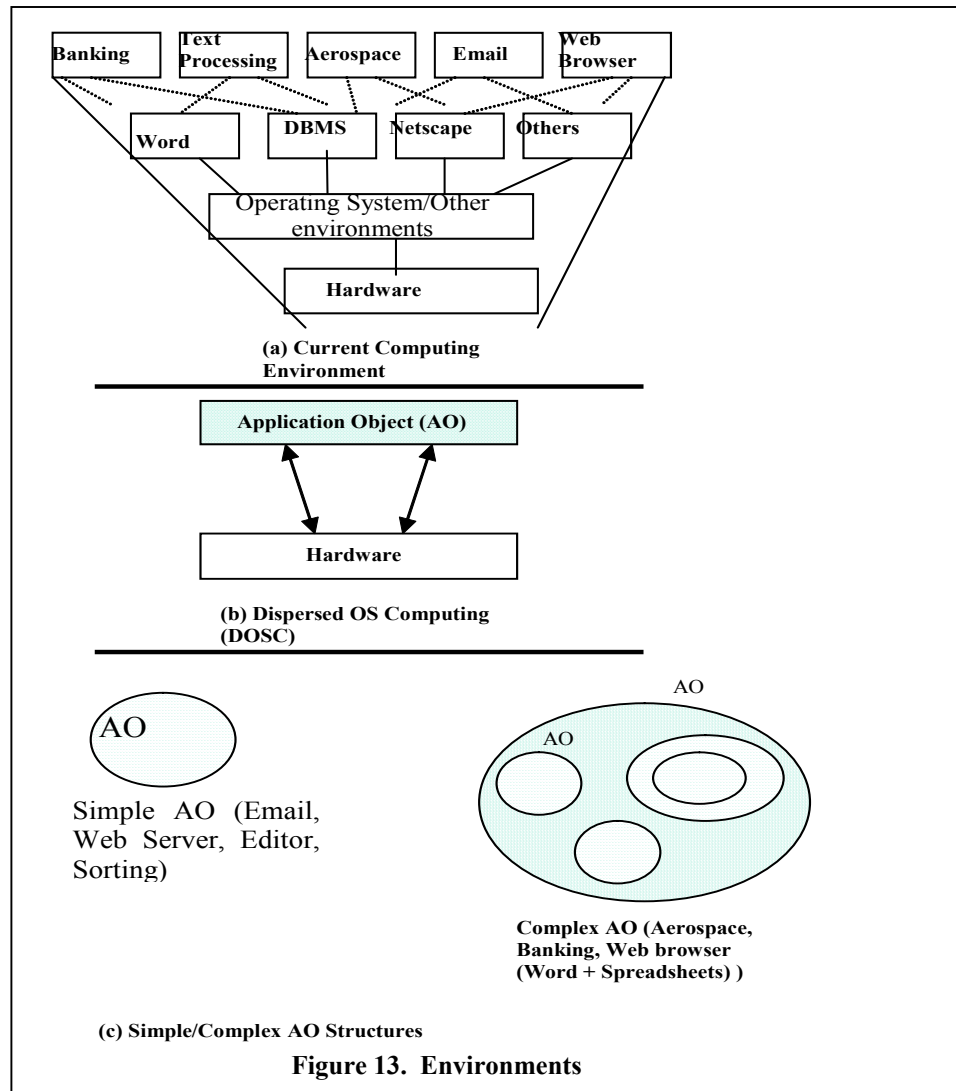 Banking
Text
Processing
Aerospace
Email
Web
Browser
Word
DBMS
Netscape
Others
Operating System/Other
environments
Hardware
(a) Current Computing
Environment
Application Object (AO)
Hardware
(b) Dispersed OS Computing
(DOSC)
AO
Simple AO (Email,
Web Server, Editor,
Sorting)
AO
AO
Complex AO (Aerospace,
Banking, Web browser
(Word + Spreadsheets) )
(c) Simple/Complex AO Structures
Figure 13. Environments